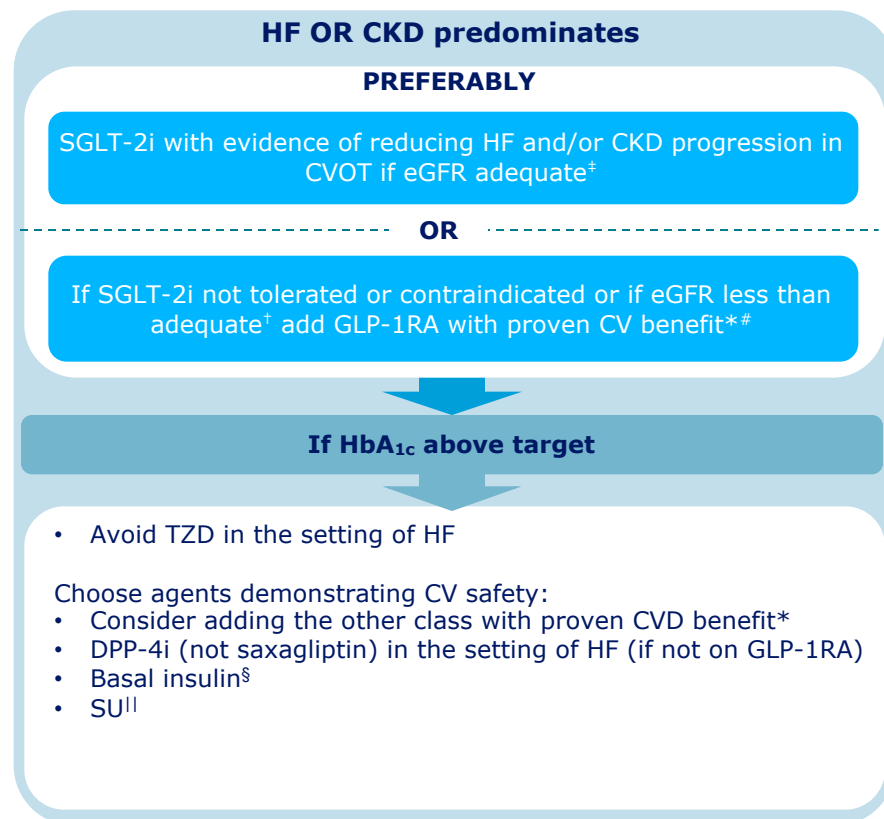 HF OR CKD predominates
PREFERABLY
SGLT-2i with evidence of reducing HF and/or CKD progression in
CVOT if eGFR adequate‡
OR
If SGLT-2i not tolerated or contraindicated or if eGFR less than
adequate† add GLP-1RA with proven CV benefit*#
If HbA1c above target
• Avoid TZD in the setting of HF
Choose agents demonstrating CV safety:
• Consider adding the other class with proven CVD benefit*
• DPP-4i (not saxagliptin) in the setting of HF (if not on GLP-1RA)
• Basal insulin§
• SU||